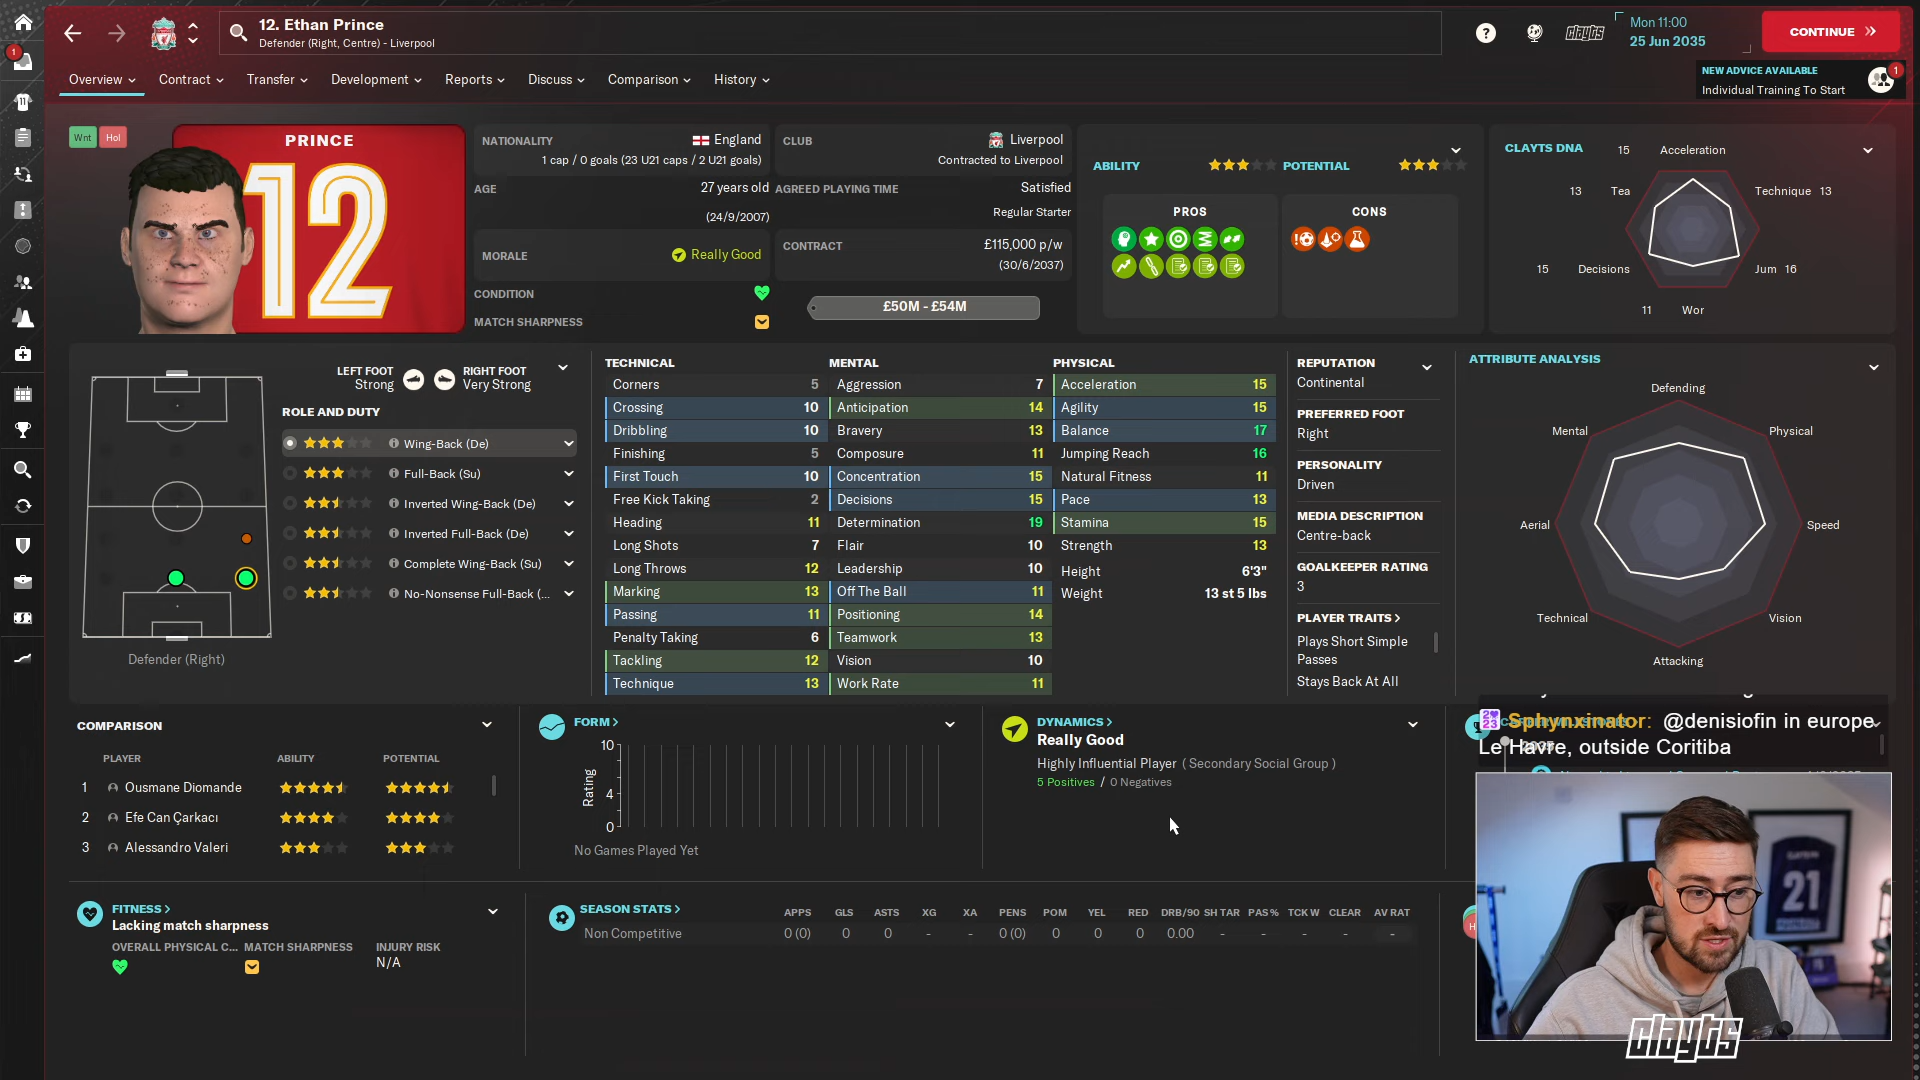 12. Ethan Prince
Defender (Right, Centre) - Liverpool
?
clayts
Mon 11:00
25 Jun 2035
CONTINUE
1
Overview
Contract
Transfer
Development
Reports
Discuss
Comparison
History
NEW ADVICE AVAILABLE
Individual Training To Start
1
11
Wnt
Hol
PRINCE
12
NATIONALITY
England
1 cap / 0 goals (23 U21 caps / 2 U21 goals)
AGE
27 years old
(24/9/2007)
MORALE
Really Good
CONDITION
MATCH SHARPNESS
CLUB
Liverpool
Contracted to Liverpool
AGREED PLAYING TIME
Satisfied
Regular Starter
CONTRACT
£115,000 p/w
(30/6/2037)
£50M - £54M
ABILITY
POTENTIAL
PROS
CONS
CLAYTS DNA
15 Acceleration
13 Tea
Technique 13
15 Decisions
Jum 16
11 Wor
LEFT FOOT
Strong
RIGHT FOOT
Very Strong
ROLE AND DUTY
Wing-Back (De)
Full-Back (Su)
Inverted Wing-Back (De)
Inverted Full-Back (De)
Complete Wing-Back (Su)
No-Nonsense Full-Back (...
Defender (Right)
TECHNICAL
Corners 5
Crossing 10
Dribbling 10
Finishing 5
First Touch 10
Free Kick Taking 2
Heading 11
Long Shots 7
Long Throws 12
Marking 13
Passing 11
Penalty Taking 6
Tackling 12
Technique 13
MENTAL
Aggression 7
Anticipation 14
Bravery 13
Composure 11
Concentration 15
Decisions 15
Determination 19
Flair 10
Leadership 10
Off The Ball 11
Positioning 14
Teamwork 13
Vision 10
Work Rate 11
PHYSICAL
Acceleration 15
Agility 15
Balance 17
Jumping Reach 16
Natural Fitness 11
Pace 13
Stamina 15
Strength 13
Height 6'3"
Weight 13 st 5 lbs
REPUTATION
Continental
PREFERRED FOOT
Right
PERSONALITY
Driven
MEDIA DESCRIPTION
Centre-back
GOALKEEPER RATING
3
PLAYER TRAITS
Plays Short Simple
Passes
Stays Back At All
ATTRIBUTE ANALYSIS
Defending
Mental
Physical
Aerial
Speed
Technical
Vision
Attacking
COMPARISON
PLAYER ABILITY POTENTIAL
1 Ousmane Diomande
2 Efe Can Çarkacı
3 Alessandro Valeri
FORM
Rating
10
4
0
No Games Played Yet
DYNAMICS
Really Good
Highly Influential Player ( Secondary Social Group )
5 Positives / 0 Negatives
Sphynxinator: @denisiofin in europe
Le Havre, outside Coritiba
FITNESS
Lacking match sharpness
OVERALL PHYSICAL C...
MATCH SHARPNESS
INJURY RISK
N/A
SEASON STATS
APPS GLS ASTS XG XA PENS POM YEL RED DRB/90 SH TAR PAS% TCK W CLEAR AV RAT
Non Competitive 0 (0) 0 0 - - 0 (0) 0 0 0 0.00 - - - - -
21
clayts